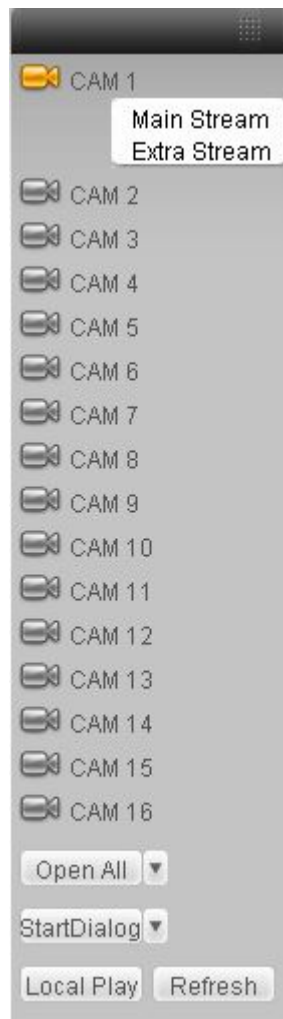 CAM 1
Main Stream
Extra Stream
CAM 2
CAM 3
CAM 4
CAM 5
CAM 6
CAM 7
CAM 8
CAM 9
CAM 10
CAM 11
CAM 12
CAM 13
CAM 14
CAM 15
CAM 16
Open All
StartDialog
Local Play Refresh